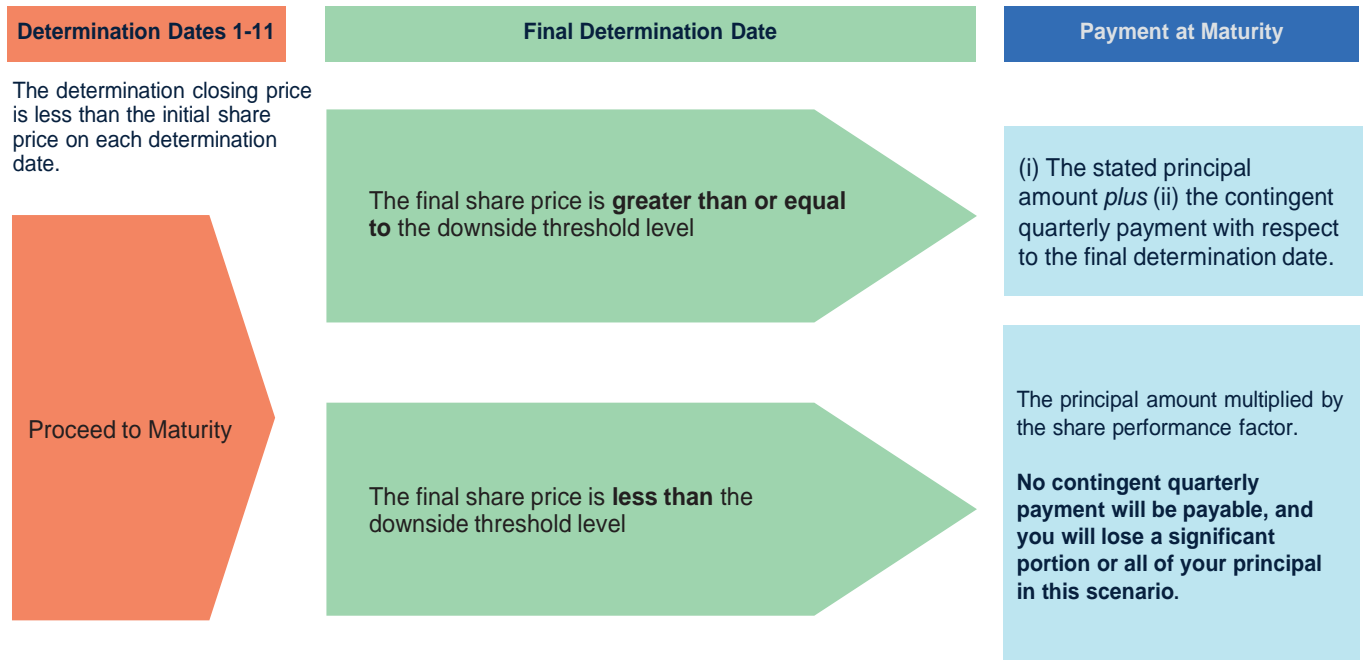 Determination Dates 1-11
Final Determination Date
Payment at Maturity
The determination closing price
is less than the initial share
price on each determination
date.
Proceed to Maturity
The final share price is greater than or equal
to the downside threshold level
(i) The stated principal
amount plus (ii) the contingent
quarterly payment with respect
to the final determination date.
The final share price is less than the
downside threshold level
The principal amount multiplied by
the share performance factor.
No contingent quarterly
payment will be payable, and
you will lose a significant
portion or all of your principal
in this scenario.